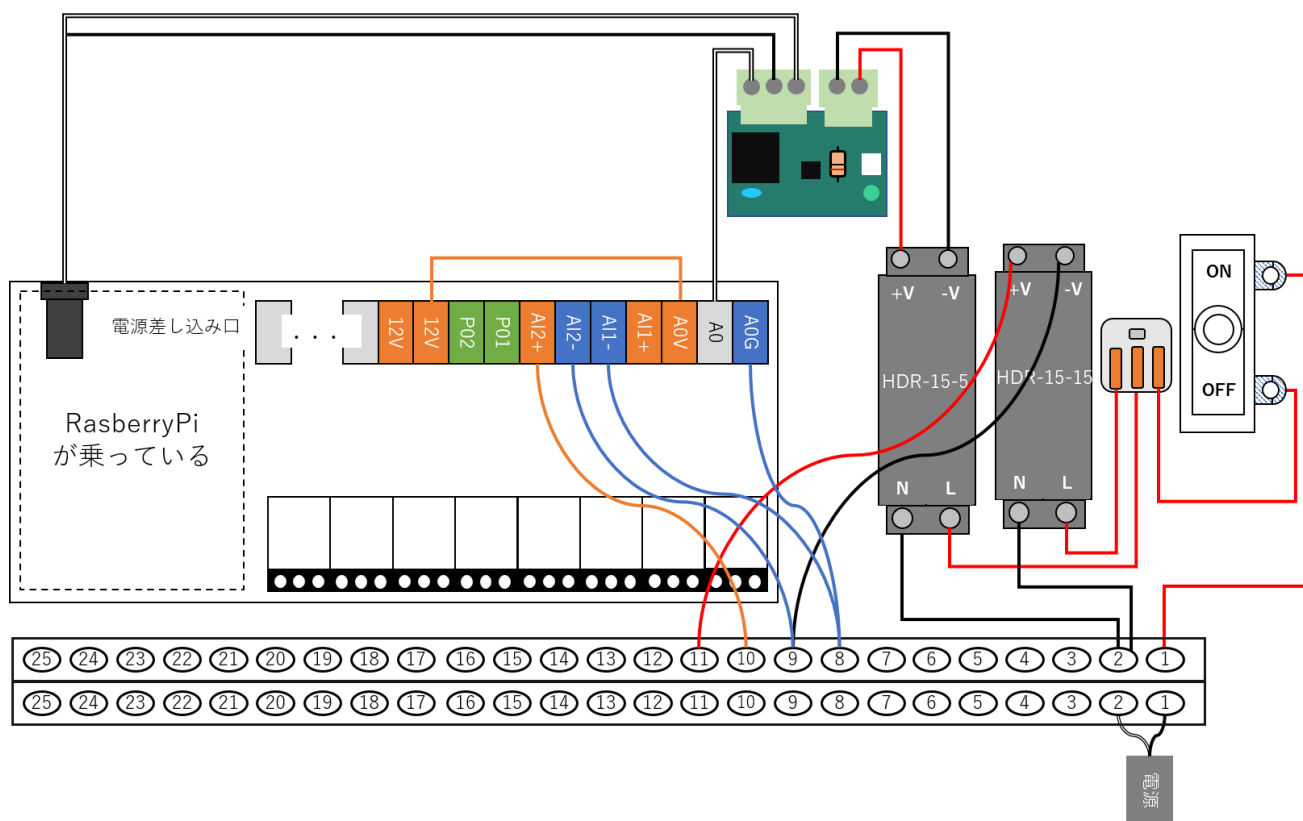 電源差し込み口
RasberryPi
が乗っている
・・・
12V
12V
P02
P01
AI2+
AI2-
AI1-
AI1+
A0V
A0
A0G
+V
-V
HDR-15-5
N
L
+V
-V
HDR-15-15
N
L
ON
OFF
25 24 23 22 21 20 19 18 17 16 15 14 13 12 11 10 9 8 7 6 5 4 3 2 1
25 24 23 22 21 20 19 18 17 16 15 14 13 12 11 10 9 8 7 6 5 4 3 2 1
電源